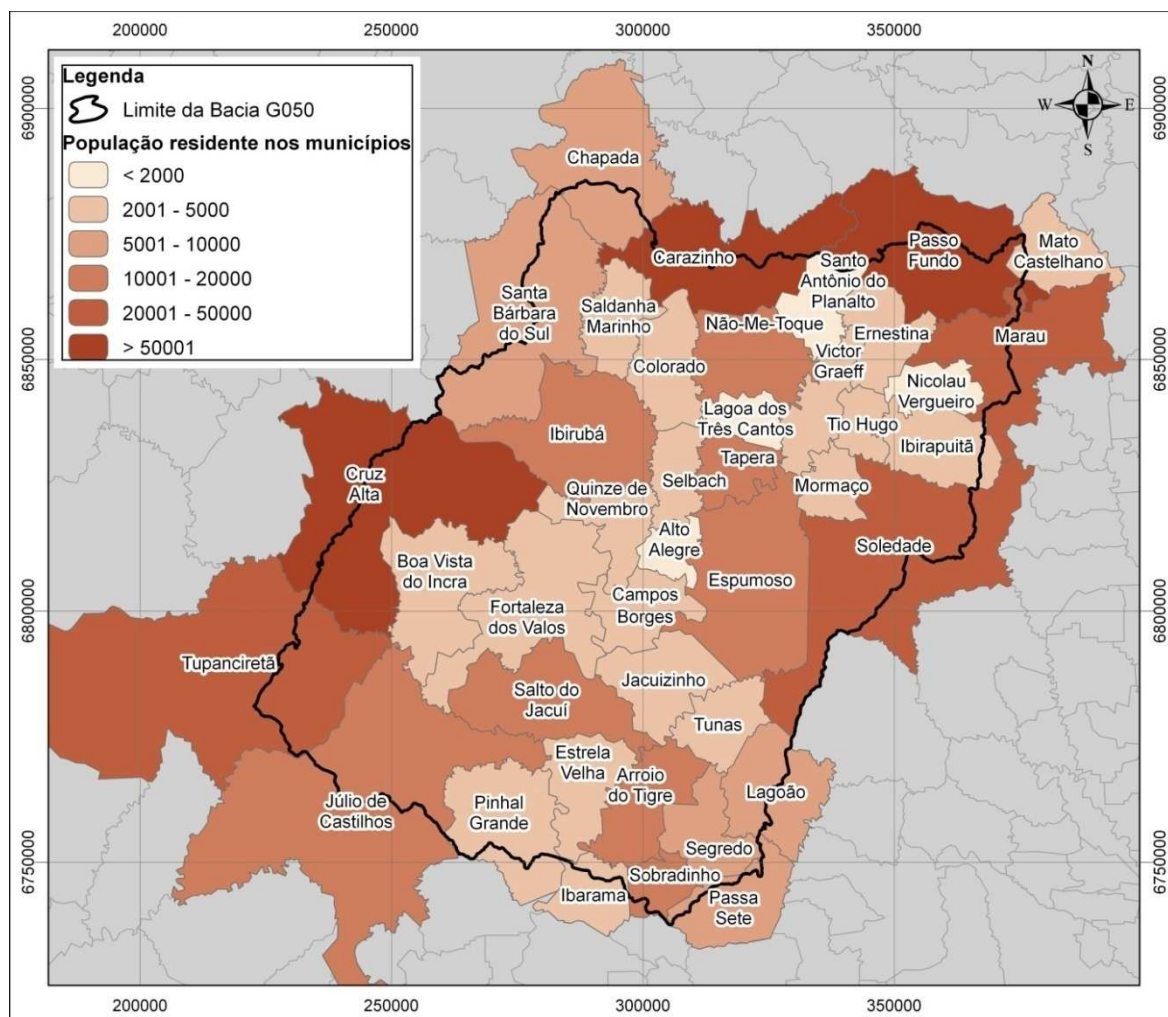 200000
250000
300000
350000
6900000
6850000
6800000
6750000
6900000
6850000
6800000
6750000
Legenda
Limite da Bacia G050
População residente nos municípios
< 2000
2001 - 5000
5001 - 10000
10001 - 20000
20001 - 50000
> 50001
N
W
E
S
Chapada
Carazinho
Passo
Fundo
Mato
Castelhano
Santo
Antônio do
Planalto
Santa
Bárbara
do Sul
Saldanha
Marinho
Não-Me-Toque
Ernestina
Marau
Colorado
Victor
Graeff
Nicolau
Vergueiro
Lagoa dos
Três Cantos
Tio Hugo
Ibirapuitã
Ibirubá
Tapera
Cruz
Alta
Quinze de
Novembro
Selbach
Mormaço
Alto
Alegre
Soledade
Boa Vista
do Incra
Espumoso
Fortaleza
dos Valos
Campos
Borges
Tupanciretã
Jacuizinho
Salto do
Jacuí
Tunas
Estrela
Velha
Arroio
do Tigre
Lagoão
Júlio de
Castilhos
Pinhal
Grande
Segredo
Sobradinho
Ibarama
Passa
Sete
200000
250000
300000
350000